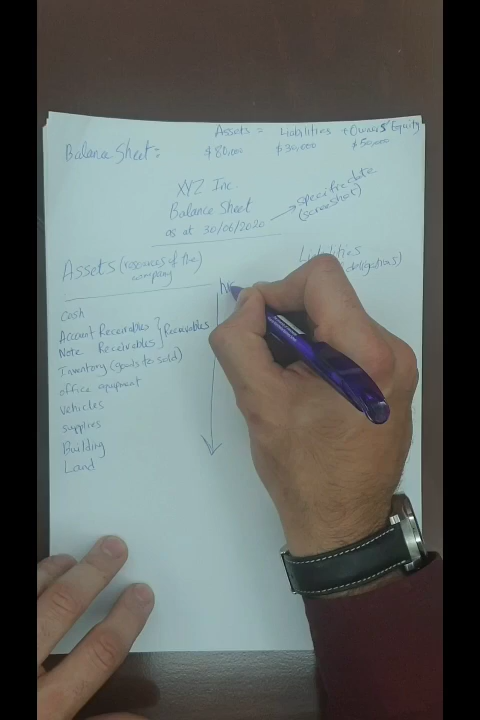 Assets = Liabilities + Owners' Equity
Balance Sheet: $80,000 $30,000 $50,000
XYZ Inc.
Balance Sheet
as at 30/06/2020
specific date
(screenshot)
Assets (resources of the
company)
Liabilities
obligations)
Cash
Account Receivables
Note Receivables
Receivables
Inventory (goods to sold)
office equipment
vehicles
supplies
Building
Land